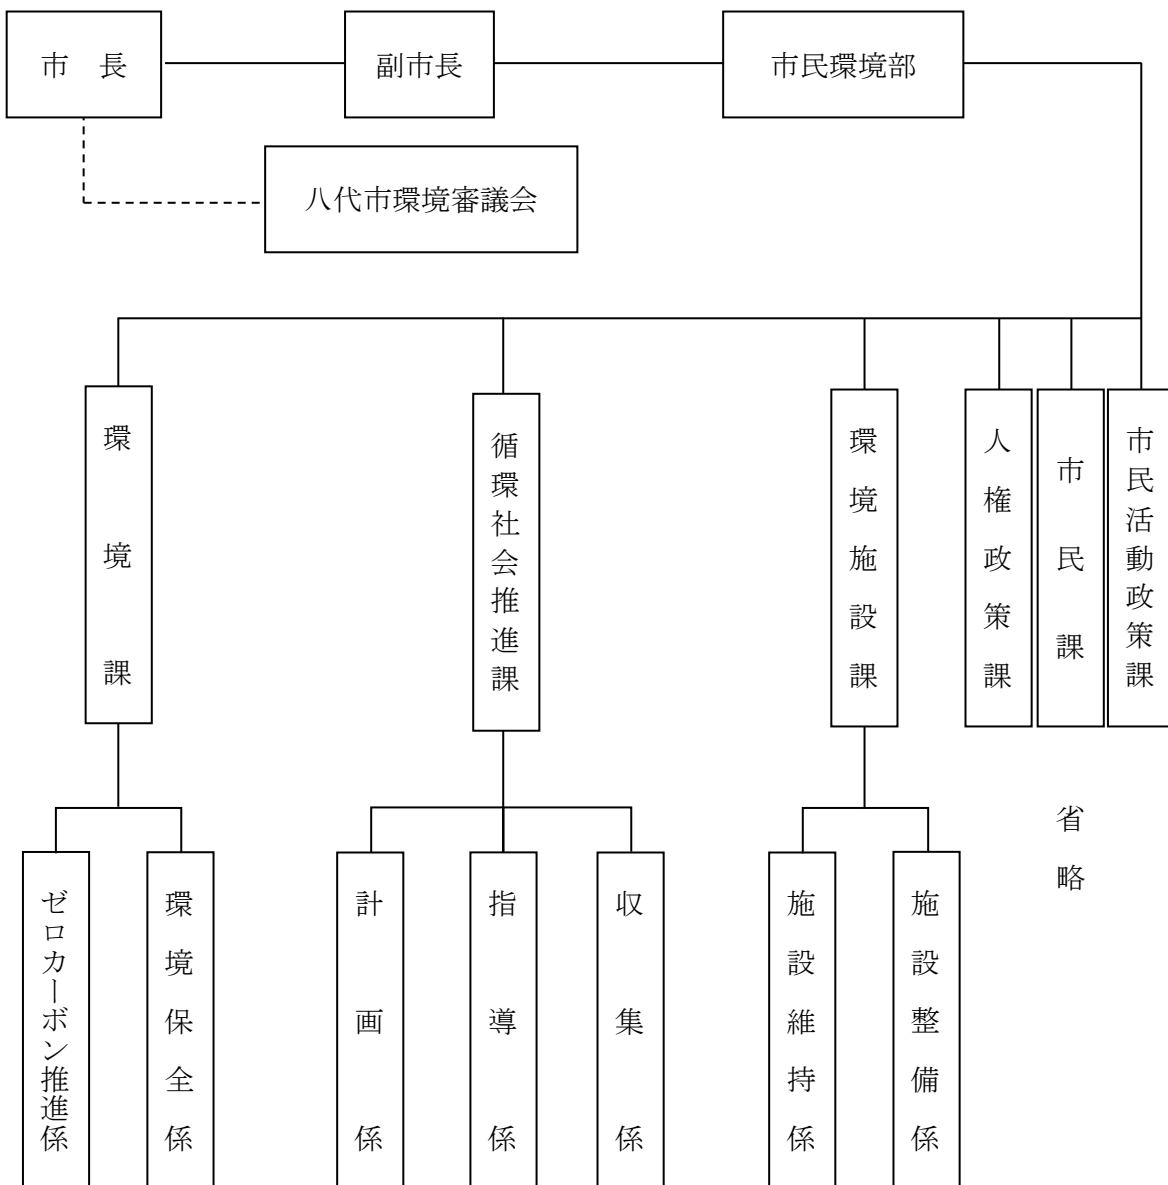 市　長
副市長
市民環境部
八代市環境審議会
環境課
循環社会推進課
環境施設課
人権政策課
市民課
市民活動政策課
省略
ゼロカーボン推進係
環境保全係
計画係
指導係
収集係
施設維持係
施設整備係